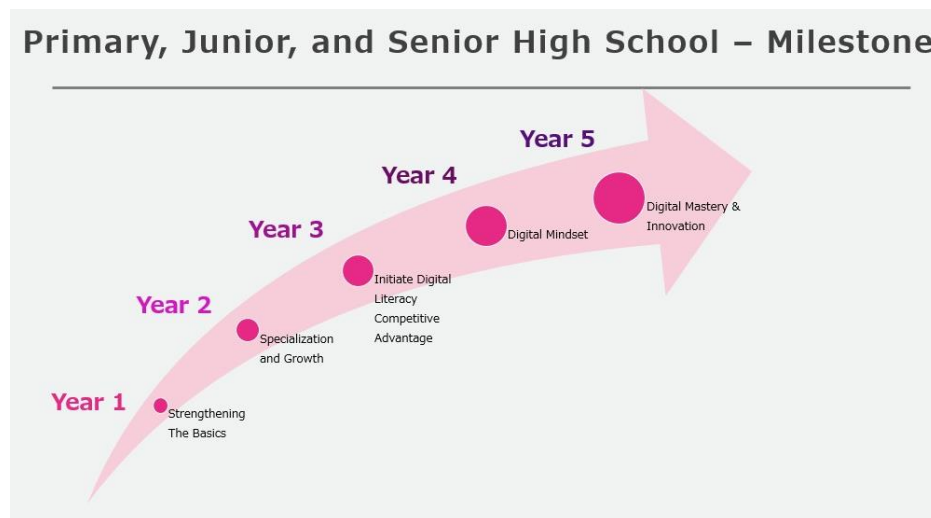 Primary, Junior, and Senior High School – Milestone
Year 1
Strengthening
The Basics
Year 2
Specialization
and Growth
Year 3
Initiate Digital
Literacy
Competitive
Advantage
Year 4
Digital Mindset
Year 5
Digital Mastery &
Innovation